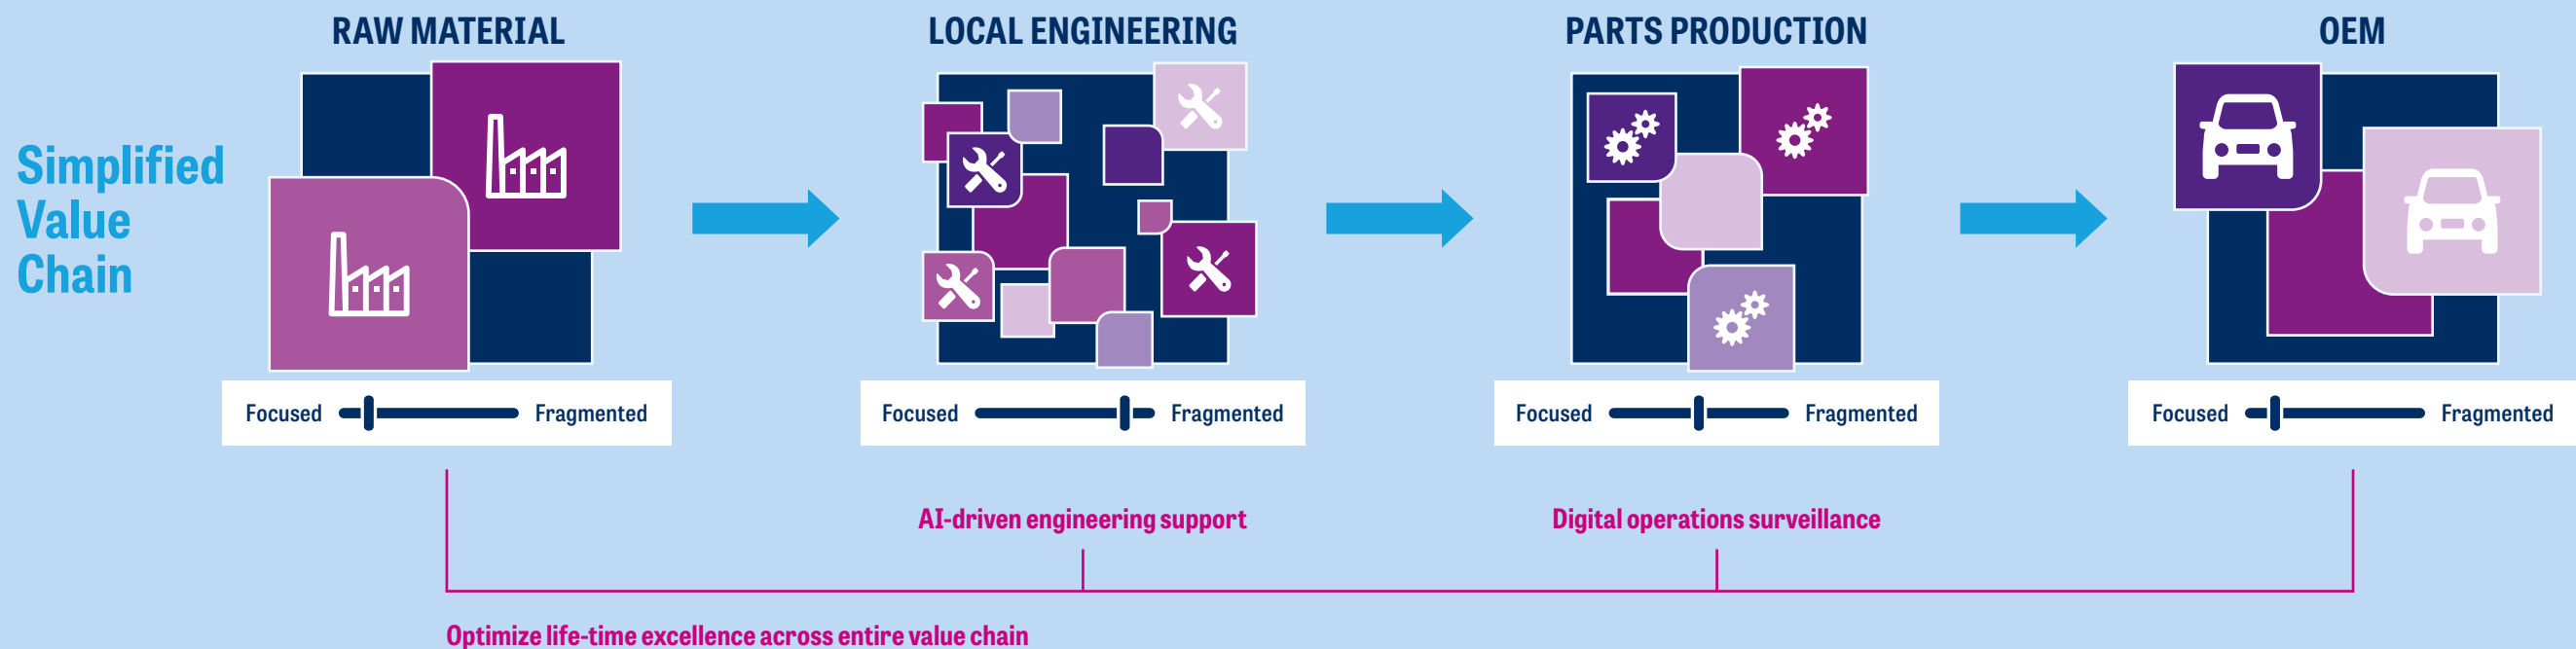 RAW MATERIAL
LOCAL ENGINEERING
PARTS PRODUCTION
OEM
Simplified
Value
Chain
Focused Fragmented
Focused Fragmented
Focused Fragmented
Focused Fragmented
AI-driven engineering support
Digital operations surveillance
Optimize life-time excellence across entire value chain